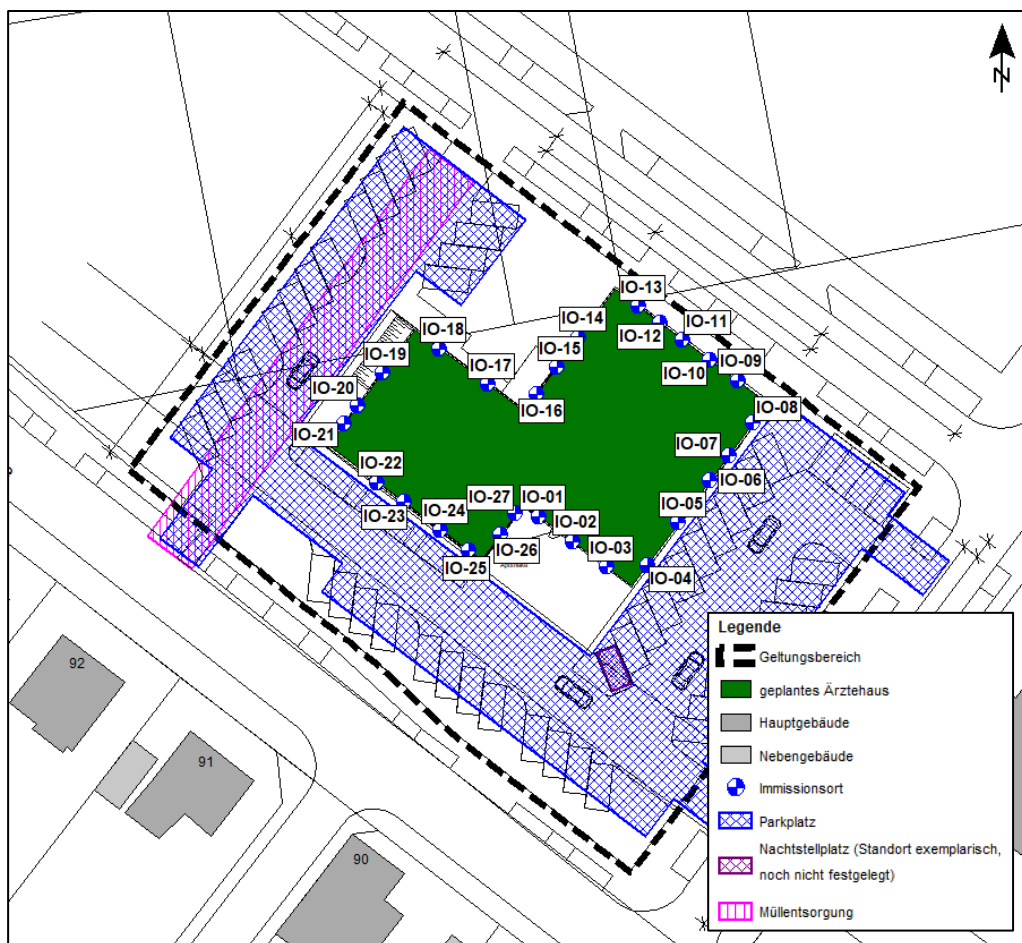 N
IO-13
IO-14
IO-11
IO-12
IO-18
IO-15
IO-09
IO-19
IO-17
IO-10
IO-20
IO-16
IO-08
IO-21
IO-07
IO-22
IO-06
IO-27
IO-01
IO-05
IO-23
IO-24
IO-02
IO-26
IO-03
IO-25
Apotheke
IO-04
92
91
90
Legende
Geltungsbereich
geplantes Ärztehaus
Hauptgebäude
Nebengebäude
Immissionsort
Parkplatz
Nachtstellplatz (Standort exemplarisch,
noch nicht festgelegt)
Müllentsorgung